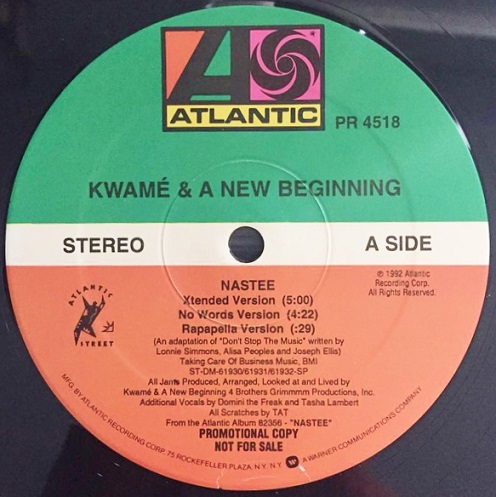 ATLANTIC
PR 4518
KWAMÉ & A NEW BEGINNING
STEREO
A SIDE
NASTEE
Xtended Version (5:00)
No Words Version (4:22)
Rapapella Version (:29)
(An adaptation of "Don't Stop The Music" written by
Lonnie Simmons, Alisa Peoples and Joseph Ellis)
Taking Care Of Business Music, BMI
ST-DM-61930/61931/61932-SP
℗ 1992 Atlantic
Recording Corp.
All Rights Reserved.
ATLANTIC
STREET
All Jams Produced, Arranged, Looked at and Lived by
Kwamé & A New Beginning 4 Brothers Grimmmm Productions, Inc.
Additional Vocals by Domini the Freak and Tasha Lambert
All Scratches by TAT
From the Atlantic Album 82356 - "NASTEE"
PROMOTIONAL COPY
NOT FOR SALE
MFG. BY ATLANTIC RECORDING CORP. 75 ROCKEFELLER PLAZA, N.Y. N.Y. A WARNER COMMUNICATIONS COMPANY.